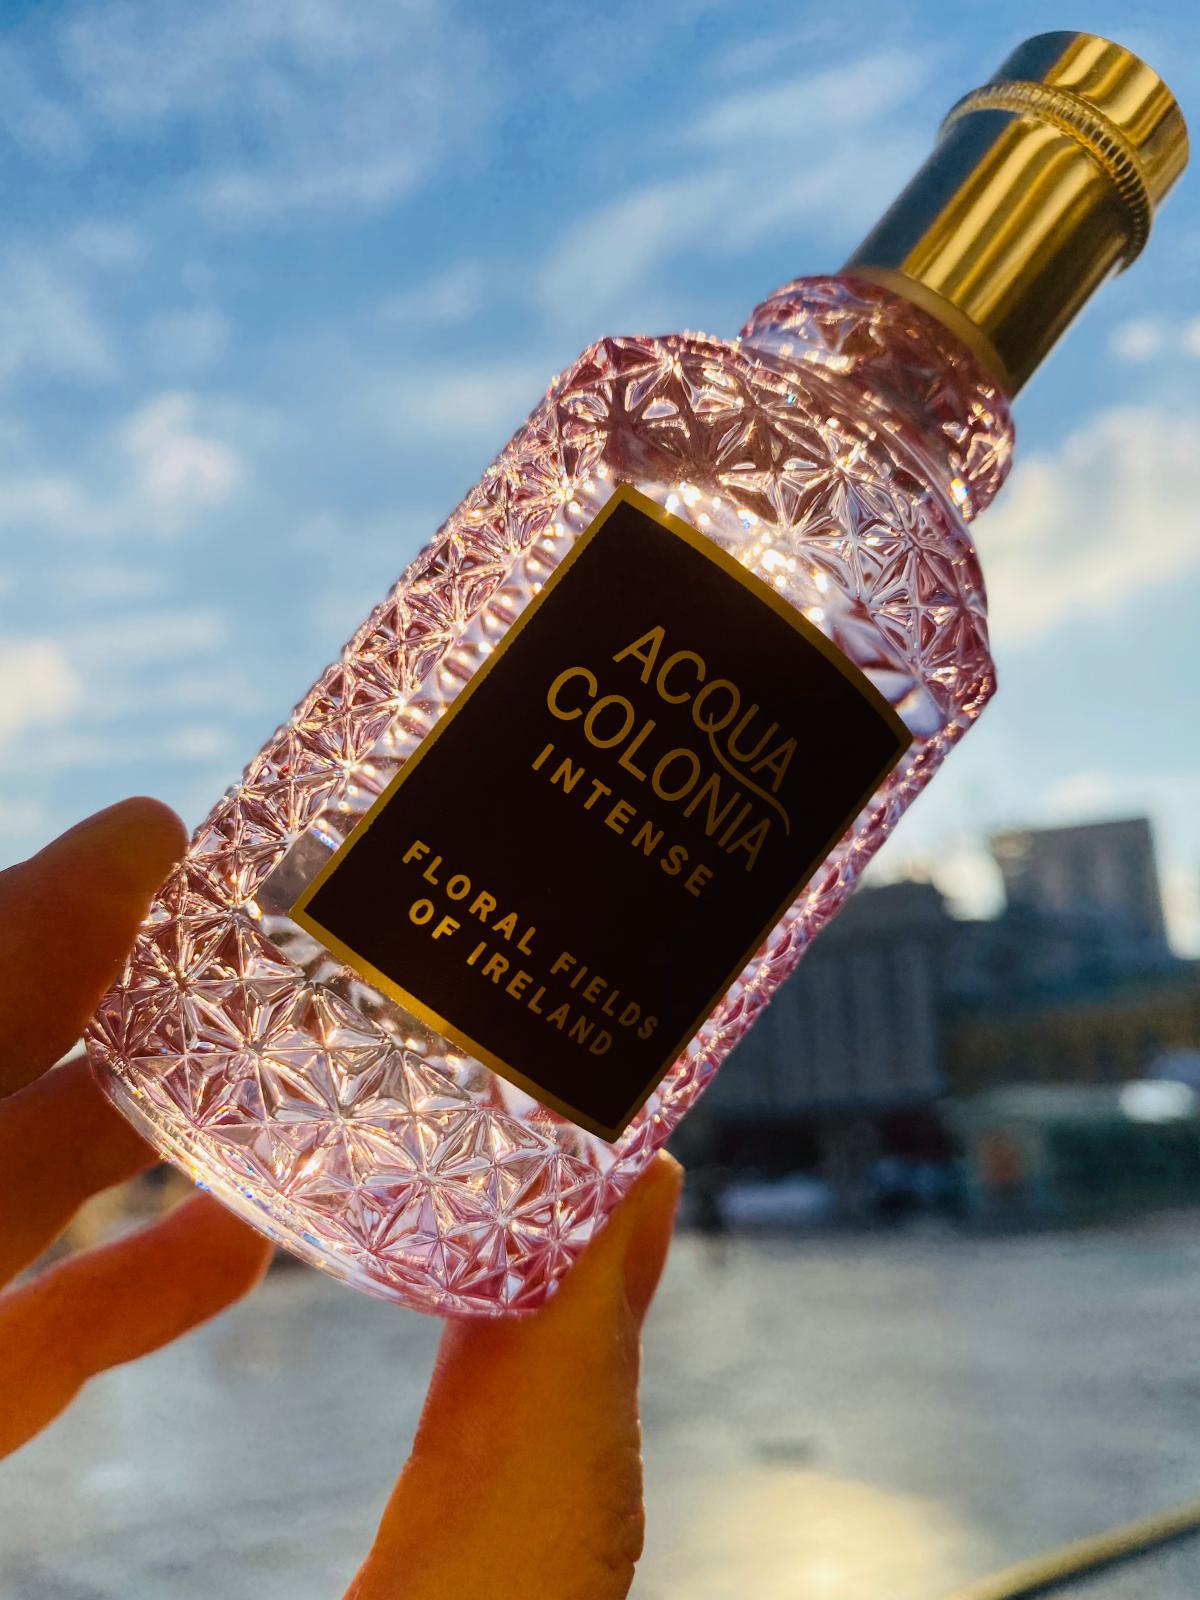 ACQUA
COLONIA
INTENSE
FLORAL FIELDS
OF IRELAND